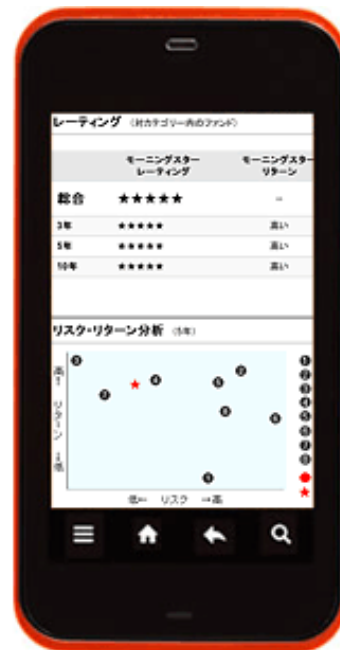 レーティング （対カテゴリー内のファンド）
モーニングスター
レーティング
モーニングスター
リターン
総合 ★★★★★ -
3年 ★★★★★ 高い
5年 ★★★★★ 高い
10年 ★★★★★ 高い
リスク・リターン分析 （5年）
高↑ リターン ↓低
低← リスク →高